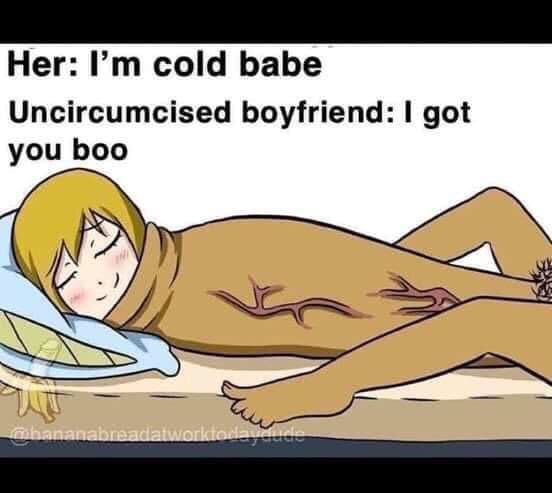 Her: I'm cold babe
Uncircumcised boyfriend: I got
you boo
@bananabreadatworktodaydude